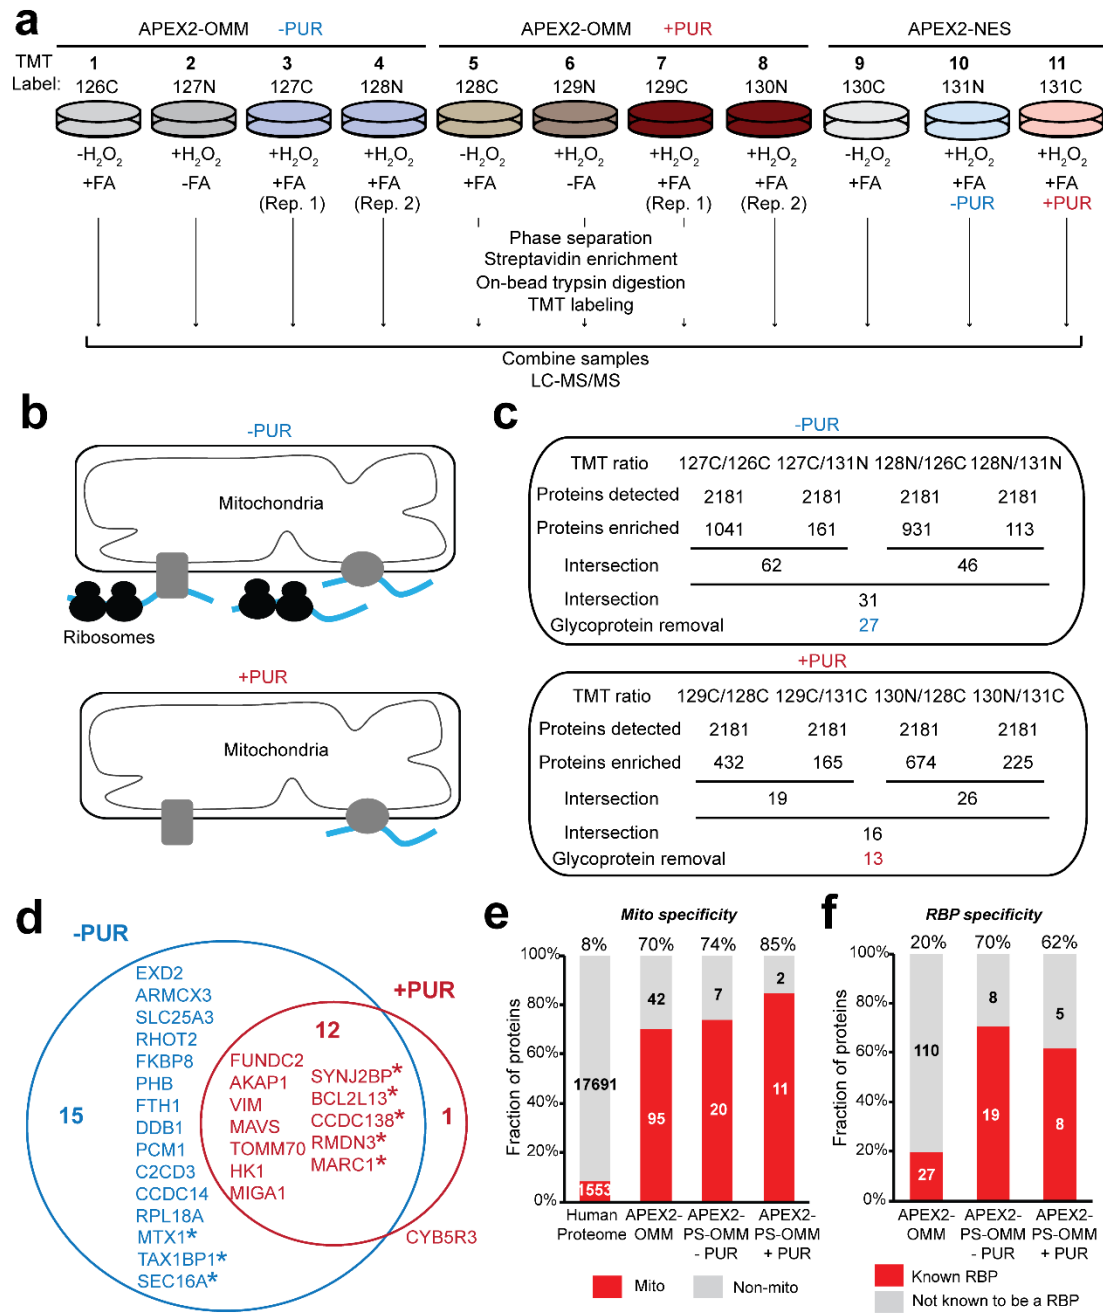 a
APEX2-OMM -PUR APEX2-OMM +PUR APEX2-NES
TMT 1 2 3 4 5 6 7 8 9 10 11
Label: 126C 127N 127C 128N 128C 129N 129C 130N 130C 131N 131C
-H₂O₂ +H₂O₂ +H₂O₂ +H₂O₂ -H₂O₂ +H₂O₂ +H₂O₂ +H₂O₂ -H₂O₂ +H₂O₂ +H₂O₂
+FA -FA +FA +FA +FA -FA +FA +FA +FA +FA +FA
(Rep. 1) (Rep. 2) (Rep. 1) (Rep. 2) -PUR +PUR
Phase separation
Streptavidin enrichment
On-bead trypsin digestion
TMT labeling
Combine samples
LC-MS/MS
b
-PUR
Mitochondria
Ribosomes
+PUR
Mitochondria
c
-PUR
TMT ratio 127C/126C 127C/131N 128N/126C 128N/131N
Proteins detected 2181 2181 2181 2181
Proteins enriched 1041 161 931 113
Intersection 62 46
Intersection 31
Glycoprotein removal 27
+PUR
TMT ratio 129C/128C 129C/131C 130N/128C 130N/131C
Proteins detected 2181 2181 2181 2181
Proteins enriched 432 165 674 225
Intersection 19 26
Intersection 16
Glycoprotein removal 13
d
-PUR
+PUR
15
EXD2
ARMCX3
SLC25A3
RHOT2
FKBP8
PHB
FTH1
DDB1
PCM1
C2CD3
CCDC14
RPL18A
MTX1*
TAX1BP1*
SEC16A*
12
FUNDC2
AKAP1
VIM
MAVS
TOMM70
HK1
MIGA1
SYNJ2BP*
BCL2L13*
CCDC138*
RMDN3*
MARC1*
1
CYB5R3
e
Mito specificity
8% 70% 74% 85%
Fraction of proteins
100%
80%
60%
40%
20%
0%
17691 42 7 2
1553 95 20 11
Human Proteome
APEX2-OMM
APEX2-PS-OMM - PUR
APEX2-PS-OMM + PUR
Mito Non-mito
f
RBP specificity
20% 70% 62%
Fraction of proteins
100%
80%
60%
40%
20%
0%
110 8 5
27 19 8
APEX2-OMM
APEX2-PS-OMM - PUR
APEX2-PS-OMM + PUR
Known RBP
Not known to be a RBP